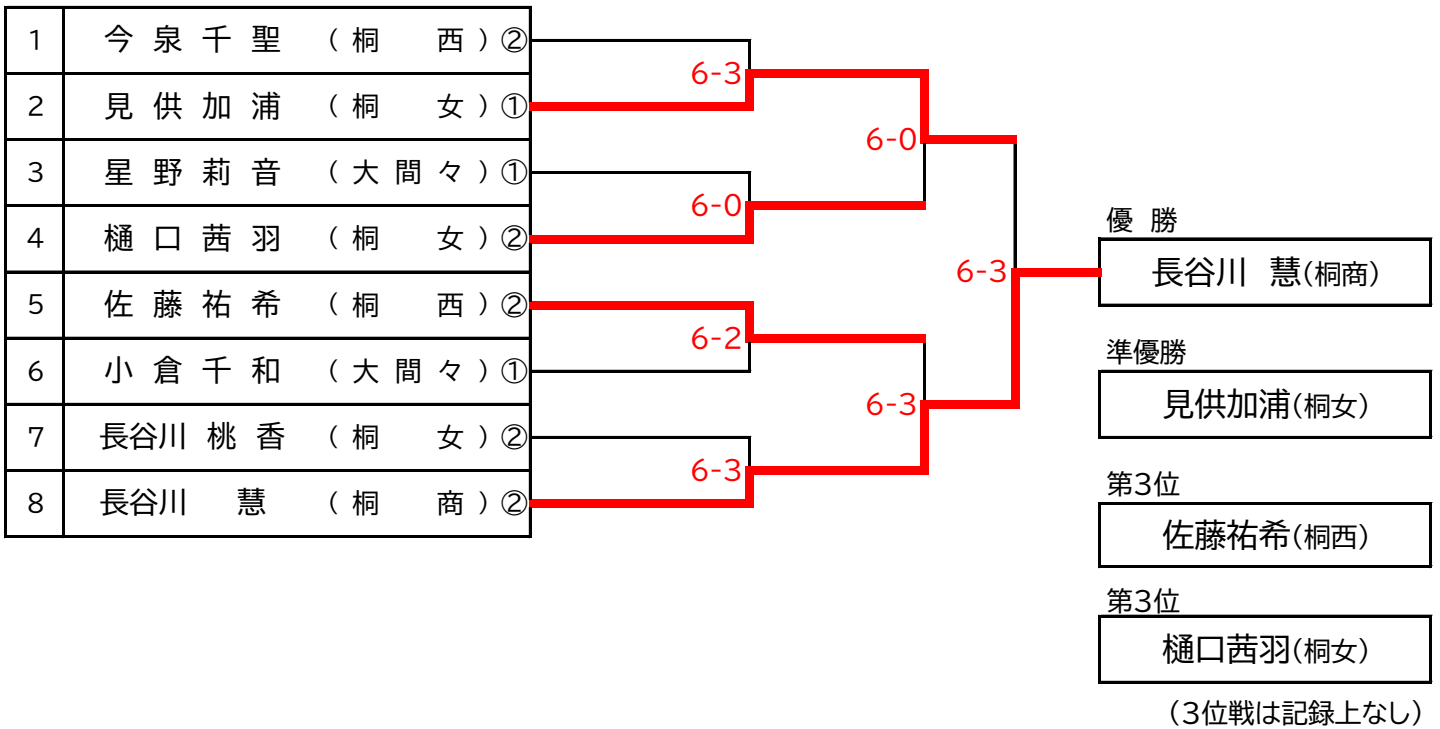 1 今泉千聖 (桐 西)②
6-3
2 見供加浦 (桐 女)①
6-0
3 星野莉音 (大間々)①
6-0
4 樋口茜羽 (桐 女)②
6-3
5 佐藤祐希 (桐 西)②
6-2
6 小倉千和 (大間々)①
6-3
7 長谷川桃香 (桐 女)②
6-3
8 長谷川 慧 (桐 商)②
優勝
長谷川 慧(桐商)
準優勝
見供加浦(桐女)
第3位
佐藤祐希(桐西)
第3位
樋口茜羽(桐女)
(3位戦は記録上なし)